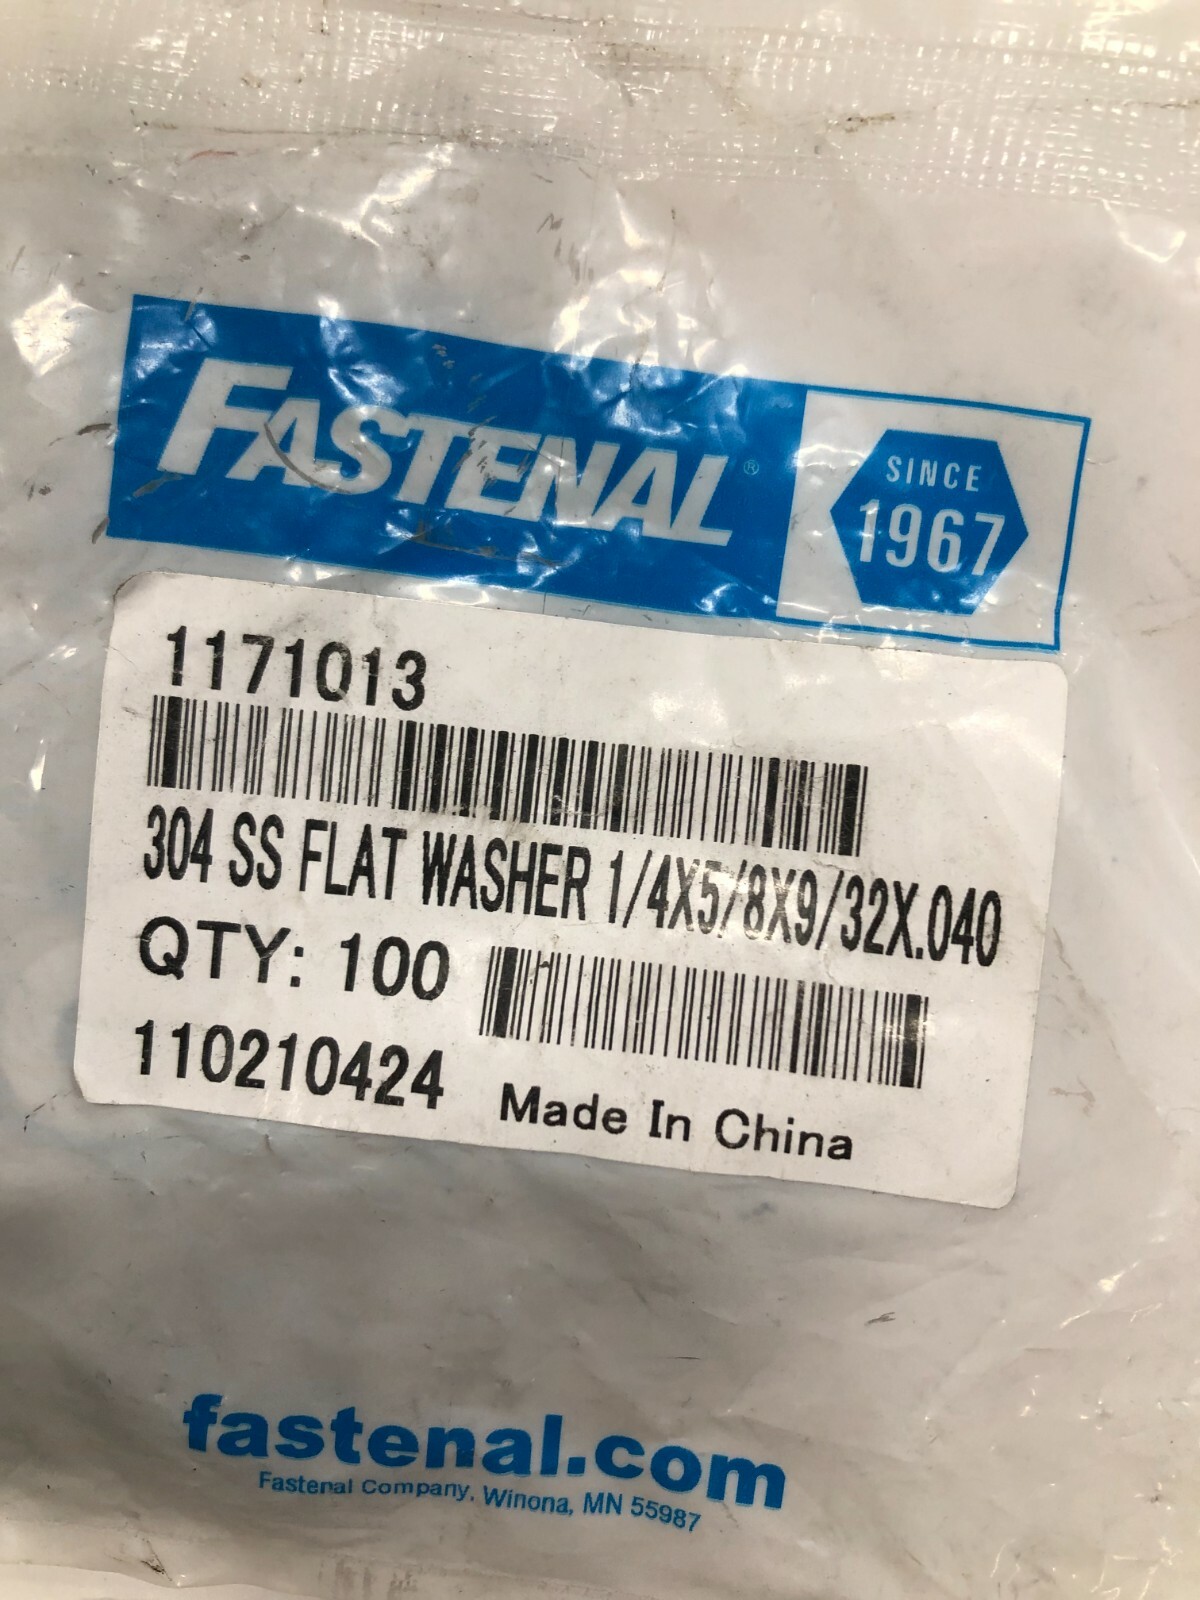 FASTENAL®
SINCE
1967
1171013
304 SS FLAT WASHER 1/4X5/8X9/32X.040
QTY: 100
110210424
Made In China
fastenal.com
Fastenal Company, Winona, MN 55987